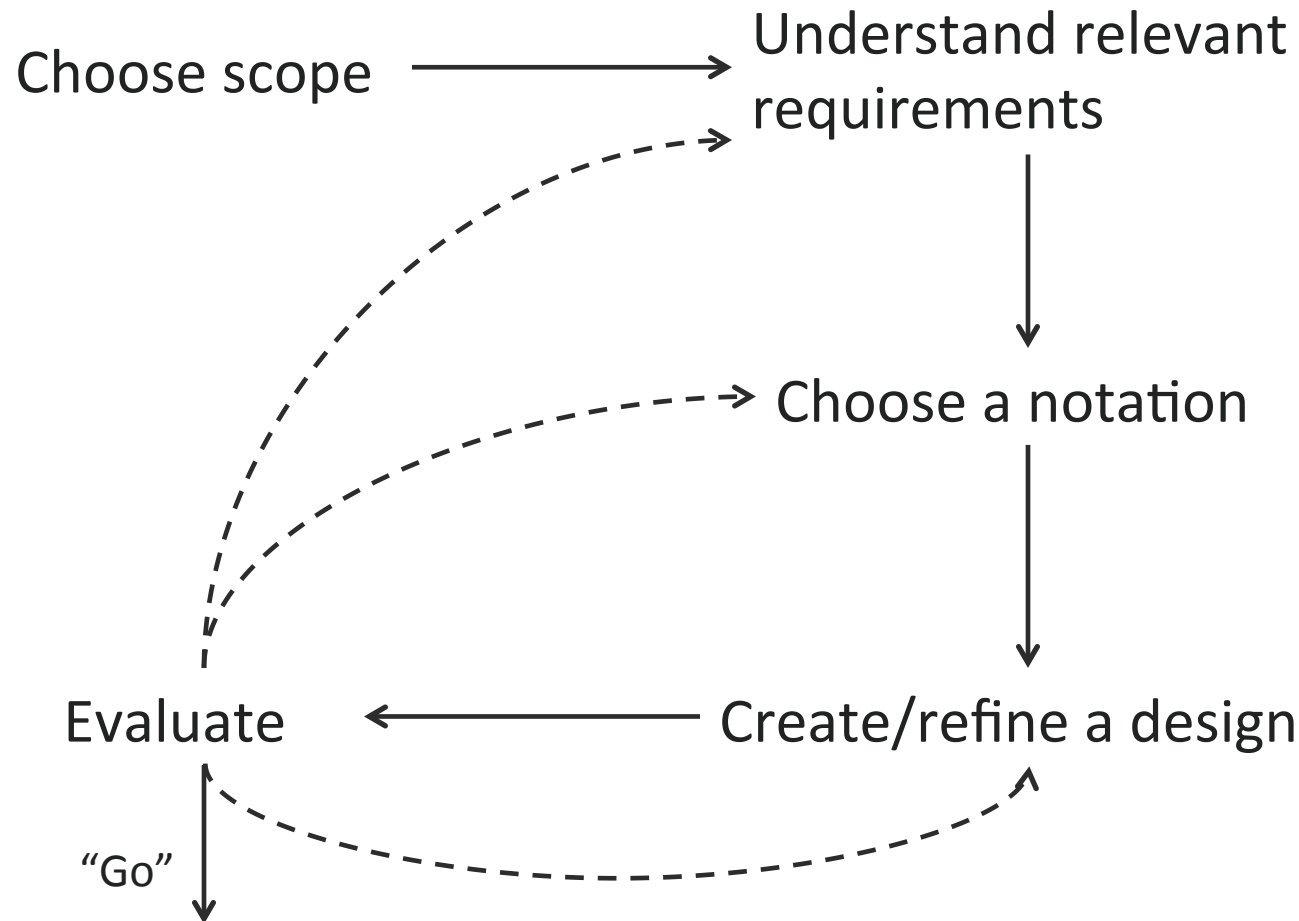 Choose scope
Understand relevant
requirements
Choose a notation
Evaluate
Create/refine a design
“Go”